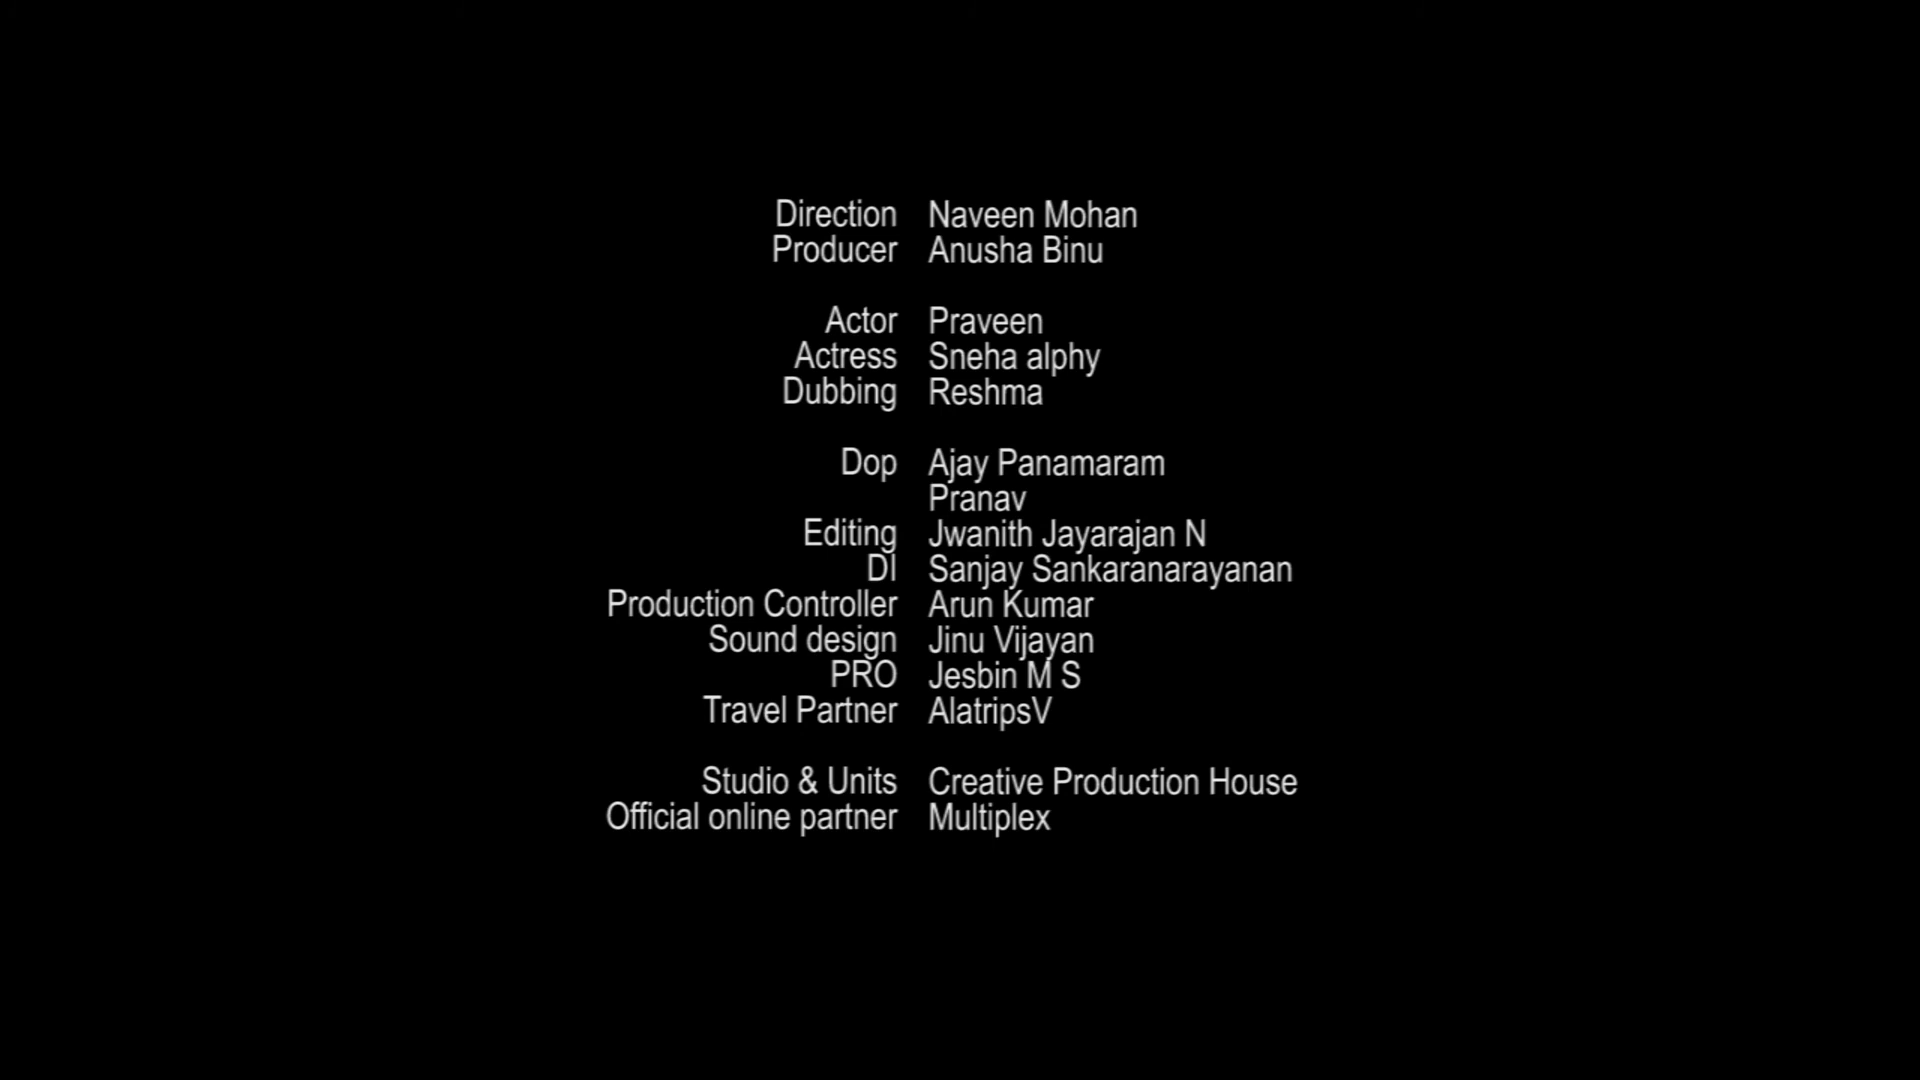 Direction Naveen Mohan
Producer Anusha Binu
Actor Praveen
Actress Sneha alphy
Dubbing Reshma
Dop Ajay Panamaram
Pranav
Editing Jwanith Jayarajan N
DI Sanjay Sankaranarayanan
Production Controller Arun Kumar
Sound design Jinu Vijayan
PRO Jesbin M S
Travel Partner AlatripsV
Studio & Units Creative Production House
Official online partner Multiplex